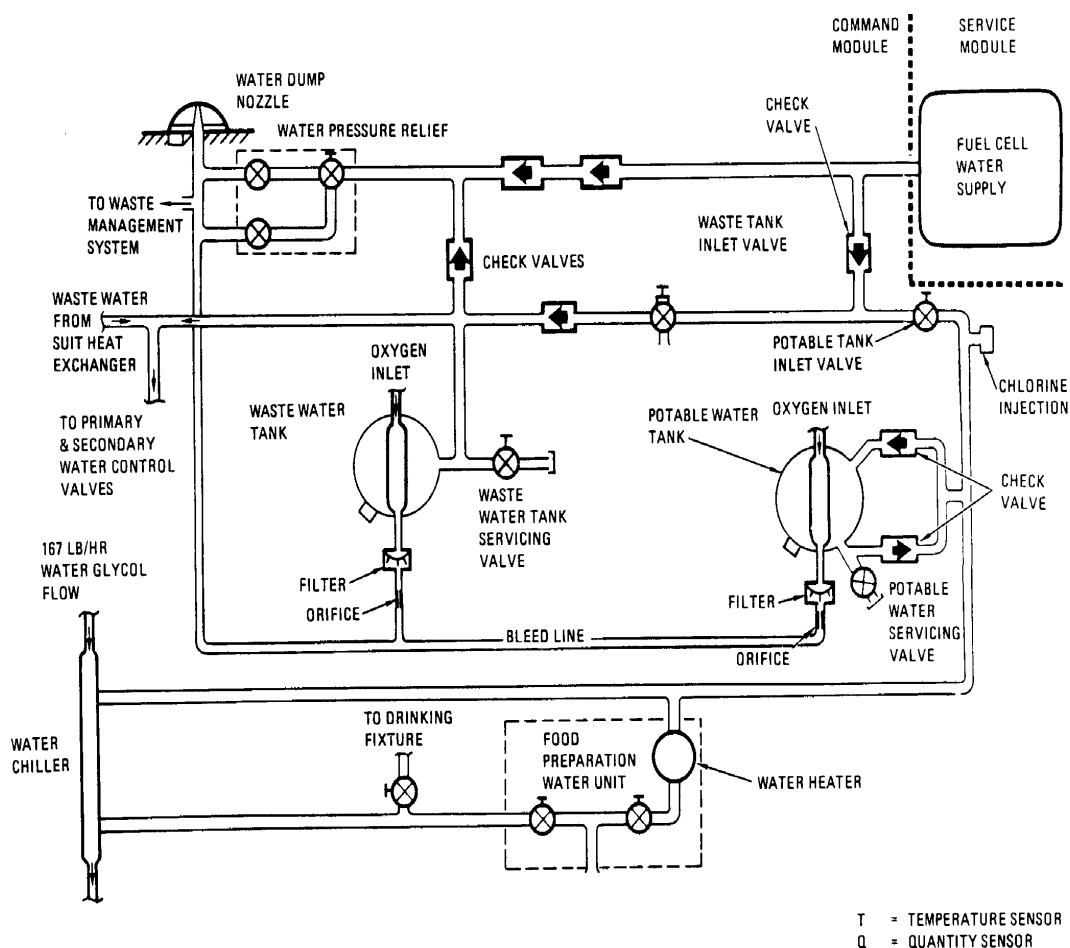 COMMAND
MODULE
SERVICE
MODULE
WATER DUMP
NOZZLE
CHECK
VALVE
WATER PRESSURE RELIEF
FUEL CELL
WATER
SUPPLY
TO WASTE
MANAGEMENT
SYSTEM
WASTE TANK
INLET VALVE
CHECK VALVES
WASTE WATER
FROM
SUIT HEAT
EXCHANGER
POTABLE TANK
INLET VALVE
OXYGEN
INLET
CHLORINE
INJECTION
WASTE WATER
TANK
POTABLE WATER
TANK
OXYGEN INLET
TO PRIMARY
& SECONDARY
WATER CONTROL
VALVES
CHECK
VALVE
WASTE
WATER TANK
SERVICING
VALVE
167 LB/HR
WATER GLYCOL
FLOW
FILTER
ORIFICE
FILTER
POTABLE
WATER
SERVICING
VALVE
BLEED LINE
ORIFICE
TO DRINKING
FIXTURE
FOOD
PREPARATION
WATER UNIT
WATER
CHILLER
WATER HEATER
T = TEMPERATURE SENSOR
Q = QUANTITY SENSOR